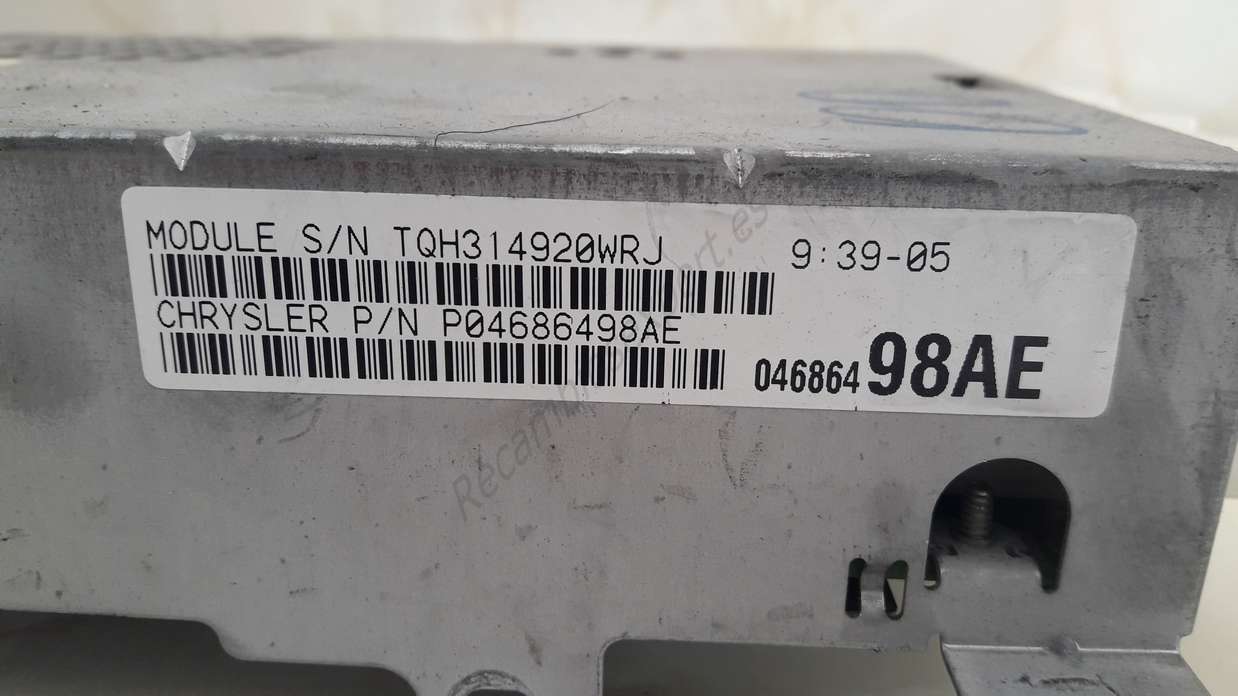 MODULE S/N TQH314920WRJ 9:39-05
CHRYSLER P/N P04686498AE
04686498AE